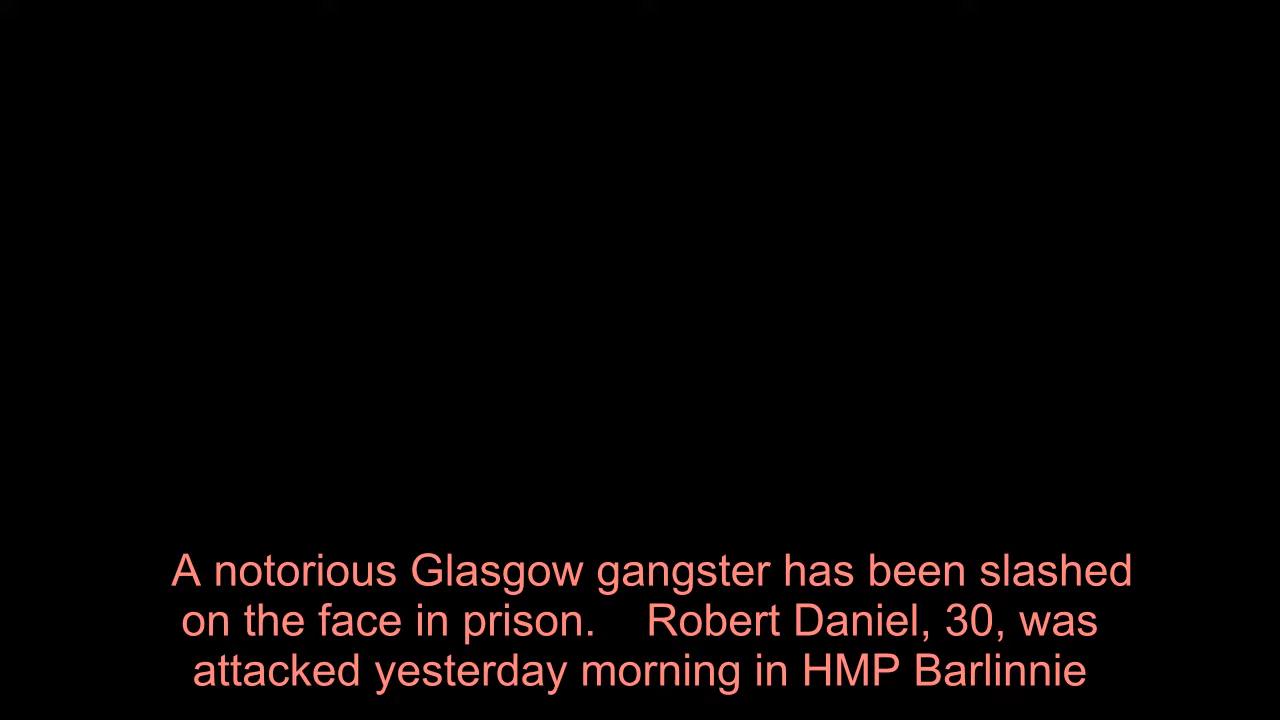 A notorious Glasgow gangster has been slashed
on the face in prison. Robert Daniel, 30, was
attacked yesterday morning in HMP Barlinnie